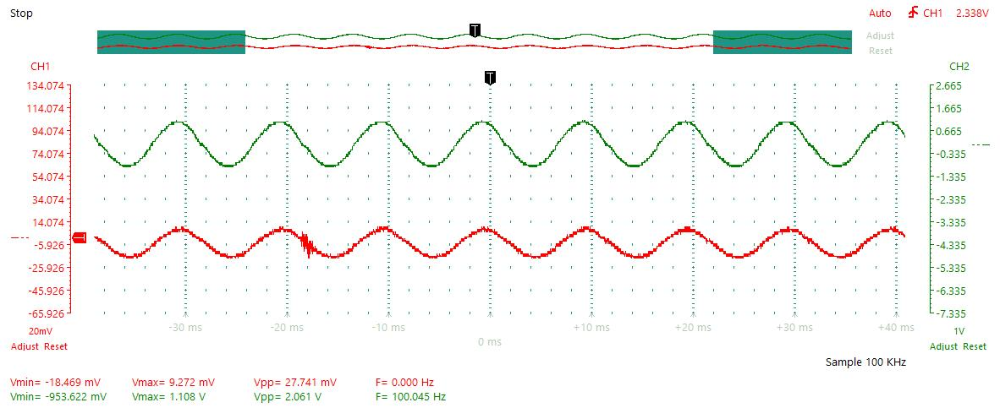 Stop
Auto CH1 2.338V
T
Adjust
Reset
CH1
CH2
T
134.074 2.665
114.074 1.665
94.074 0.665
74.074 -0.335
54.074 -1.335
34.074 -2.335
14.074 -3.335
-5.926 -4.335
-25.926 -5.335
-45.926 -6.335
-65.926 -7.335
-30 ms -20 ms -10 ms +10 ms +20 ms +30 ms +40 ms
20mV 1V
0 ms
Adjust Reset Adjust Reset
Sample 100 KHz
Vmin= -18.469 mV Vmax= 9.272 mV Vpp= 27.741 mV F= 0.000 Hz
Vmin= -953.622 mV Vmax= 1.108 V Vpp= 2.061 V F= 100.045 Hz